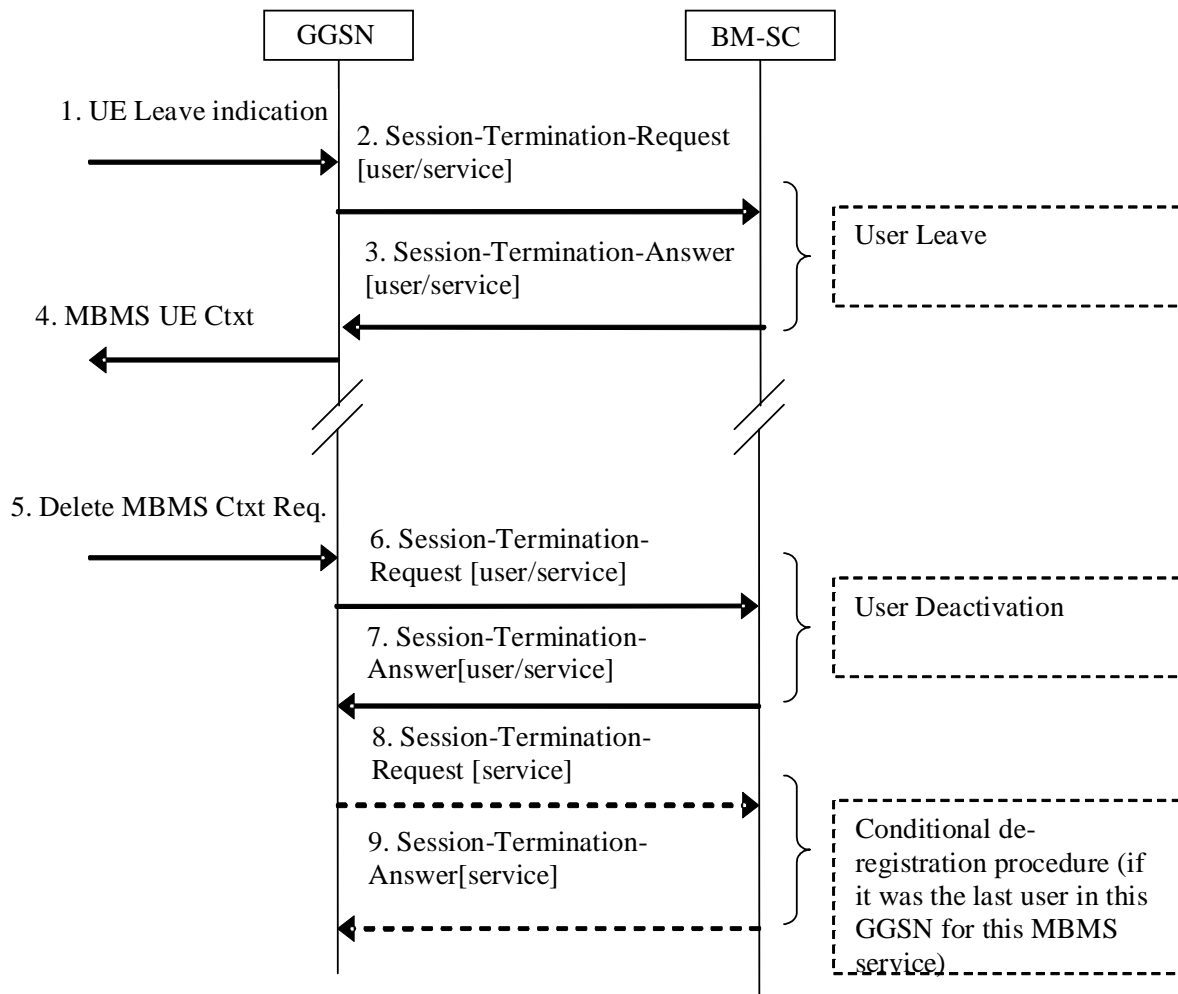 GGSN
BM-SC
1. UE Leave indication
2. Session-Termination-Request
[user/service]
3. Session-Termination-Answer
[user/service]
User Leave
4. MBMS UE Ctxt
5. Delete MBMS Ctxt Req.
6. Session-Termination-
Request [user/service]
User Deactivation
7. Session-Termination-
Answer[user/service]
8. Session-Termination-
Request [service]
9. Session-Termination-
Answer[service]
Conditional de-
registration procedure (if
it was the last user in this
GGSN for this MBMS
service)